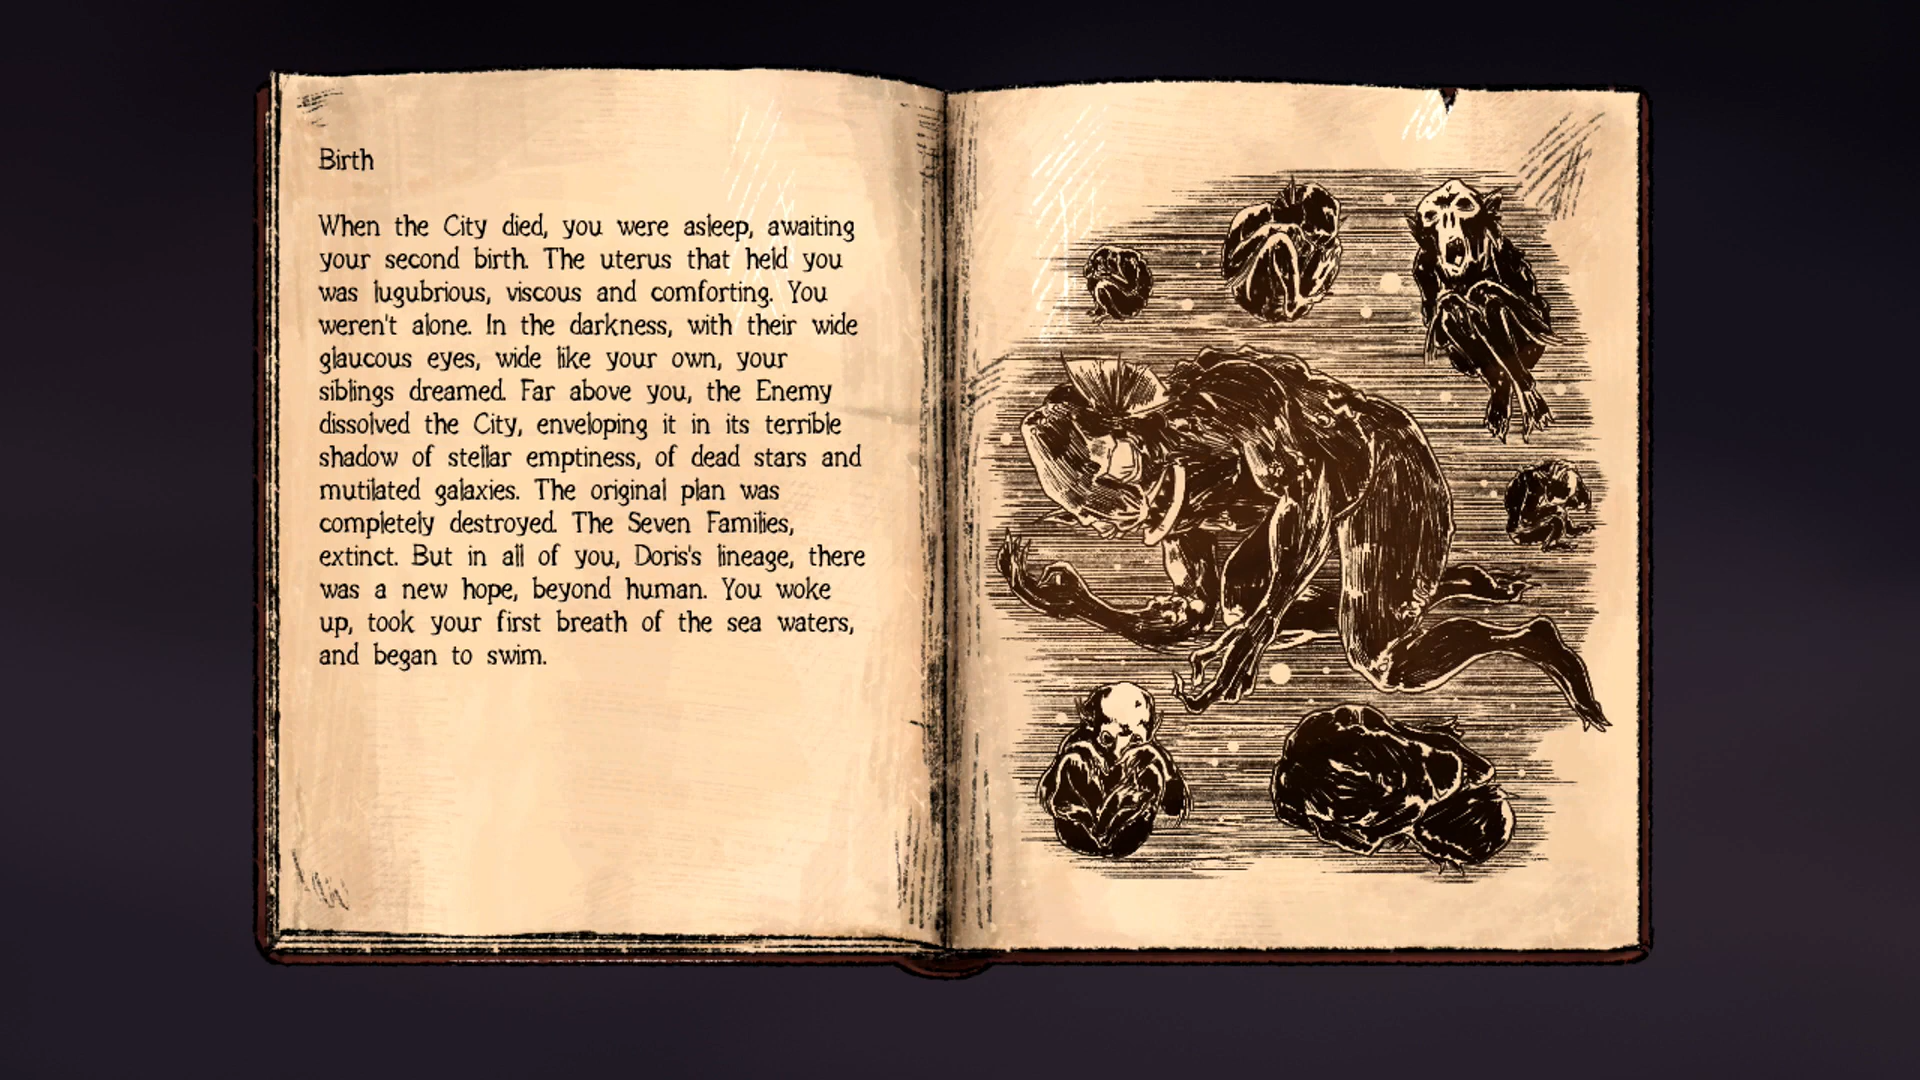 Birth
When the City died, you were asleep, awaiting
your second birth. The uterus that held you
was lugubrious, viscous and comforting. You
weren't alone. In the darkness, with their wide
glaucous eyes, wide like your own, your
siblings dreamed. Far above you, the Enemy
dissolved the City, enveloping it in its terrible
shadow of stellar emptiness, of dead stars and
mutilated galaxies. The original plan was
completely destroyed. The Seven Families,
extinct. But in all of you, Doris's lineage, there
was a new hope, beyond human. You woke
up, took your first breath of the sea waters,
and began to swim.